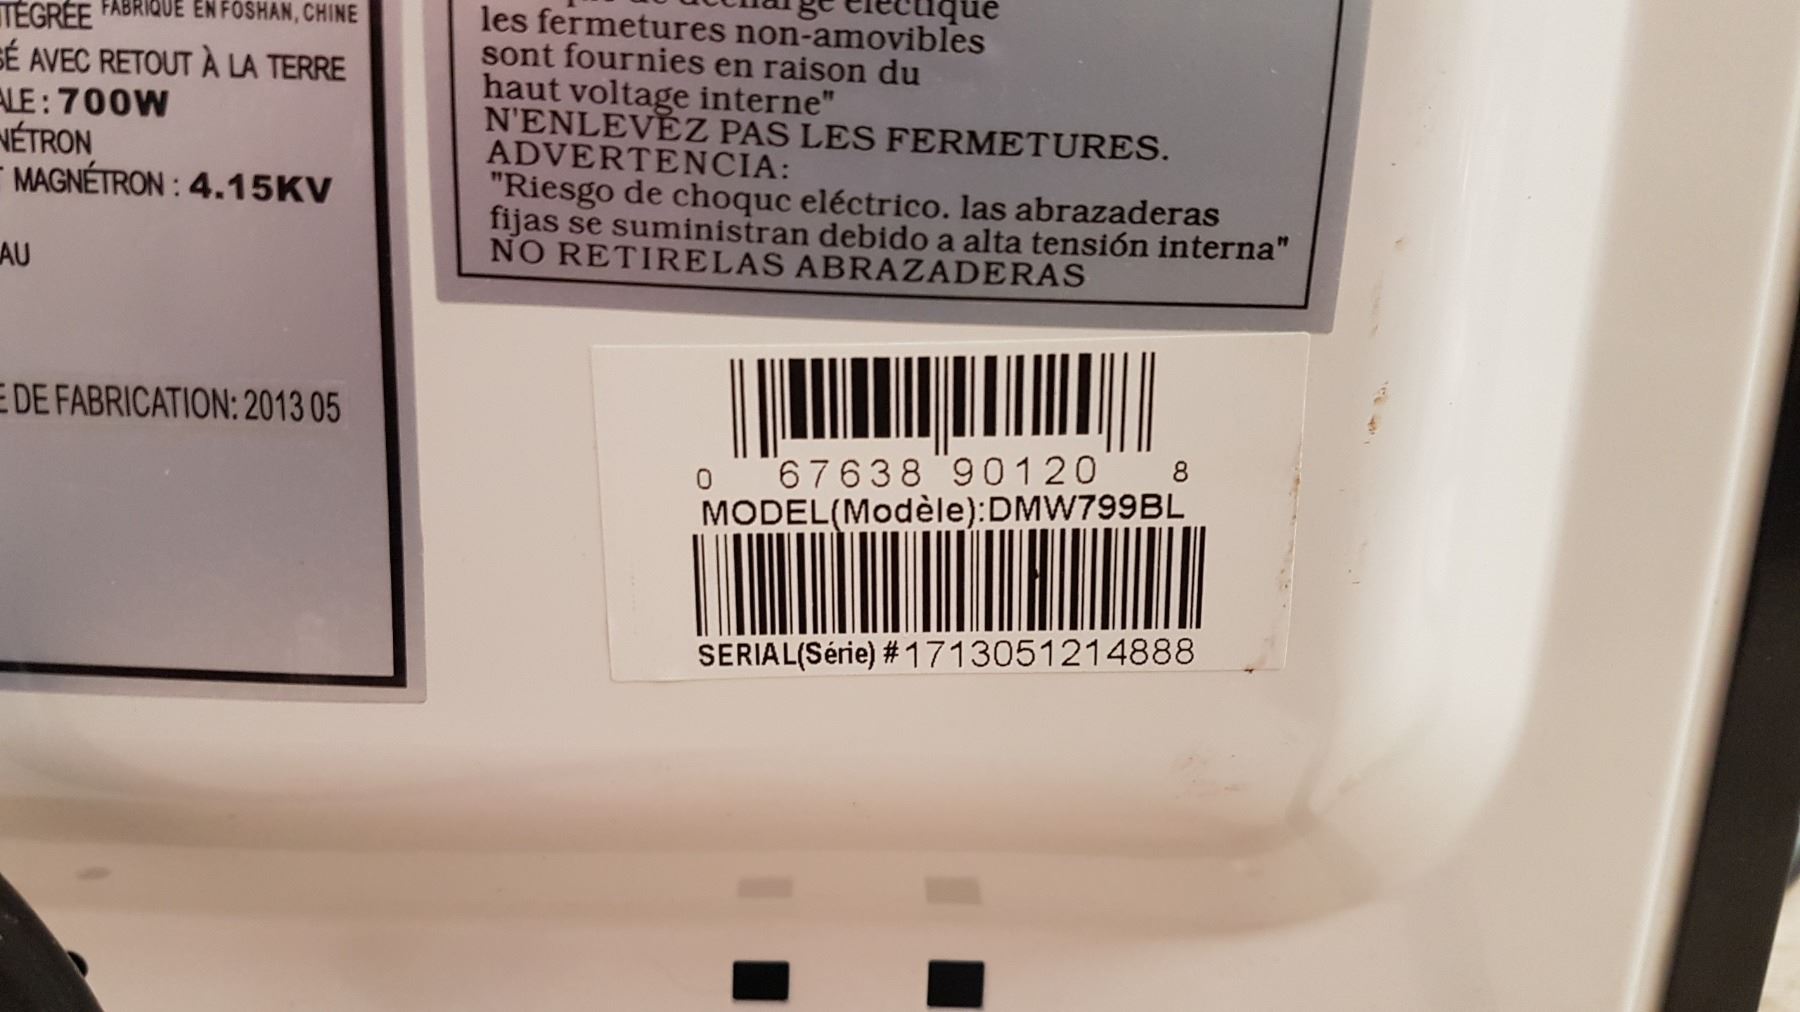 TÉGRÉE FABRIQUÉ EN FOSHAN, CHINE
SÉ AVEC RETOUT À LA TERRE
ALE: 700W
NÉTRON
T MAGNÉTRON : 4.15KV
AU
E DE FABRICATION: 2013 05
les fermetures non-amovibles
sont fournies en raison du
haut voltage interne"
N'ENLEVEZ PAS LES FERMETURES.
ADVERTENCIA:
"Riesgo de choquc eléctrico. las abrazaderas
fijas se suministran debido a alta tensión interna"
NO RETIRELAS ABRAZADERAS
0 67638 90120 8
MODEL(Modèle):DMW799BL
SERIAL(Série) #1713051214888